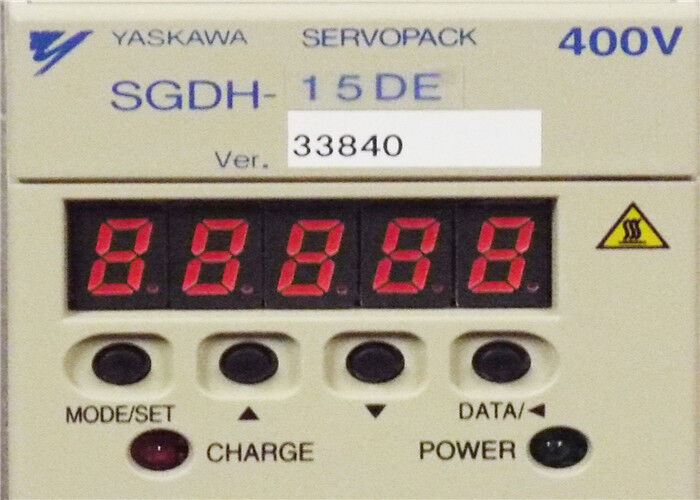 YASKAWA SERVOPACK 400V
SGDH-15DE
Ver. 33840
88888
MODE/SET ▲ ▼ DATA/◄
CHARGE POWER